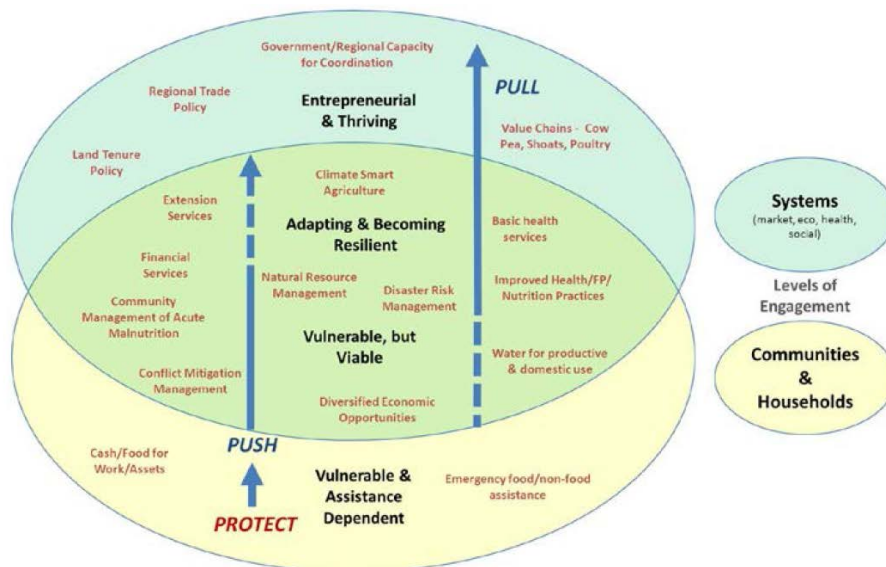 Government/Regional Capacity
for Coordination
PULL
Regional Trade
Policy
Entrepreneurial
& Thriving
Value Chains - Cow
Pea, Shoats, Poultry
Land Tenure
Policy
Climate Smart
Agriculture
Extension
Services
Adapting & Becoming
Resilient
Basic health
services
Financial
Services
Natural Resource
Management
Disaster Risk
Management
Improved Health/FP/
Nutrition Practices
Community
Management of Acute
Malnutrition
Vulnerable, but
Viable
Water for productive
& domestic use
Conflict Mitigation
Management
Diversified Economic
Opportunities
PUSH
Cash/Food for
Work/Assets
Vulnerable &
Assistance
Dependent
Emergency food/non-food
assistance
PROTECT
Systems
(market, eco, health,
social)
Levels of
Engagement
Communities
&
Households